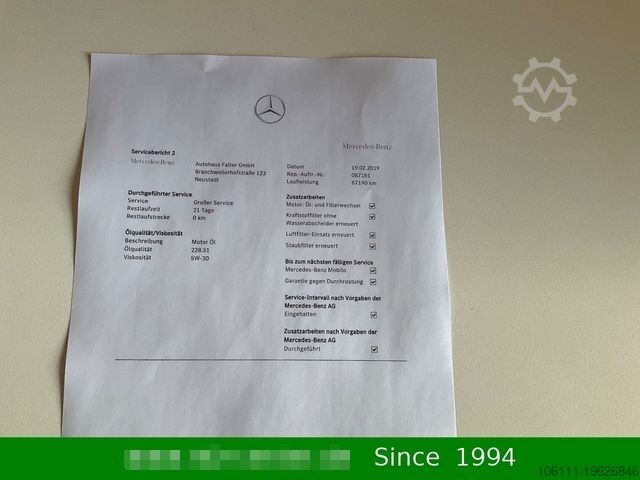 Mercedes-Benz
Servicebericht 2
Mercedes-Benz
Autohaus Falter GmbH
Branchweilerhofstraße 123
Neustadt
Datum 19.02.2019
Rep.-Auftr.-Nr. 067161
Laufleistung 67190 km
Durchgeführter Service
Service Großer Service
Restlaufzeit 21 Tage
Restlaufstrecke 0 km
Ölqualität/Viskosität
Beschreibung Motor Öl
Ölqualität 228.51
Viskosität 5W-30
Zusatzarbeiten
Motor: Öl- und Filterwechsel
Kraftstoffilter ohne
Wasserabscheider erneuert
Luftfilter-Einsatz erneuert
Staubfilter erneuert
Bis zum nächsten fälligen Service
Mercedes-Benz Mobilo
Garantie gegen Durchrostung
Service-Intervall nach Vorgaben der
Mercedes-Benz AG
Eingehalten
Zusatzarbeiten nach Vorgaben der
Mercedes-Benz AG
Durchgeführt
Since 1994
106111-19626846